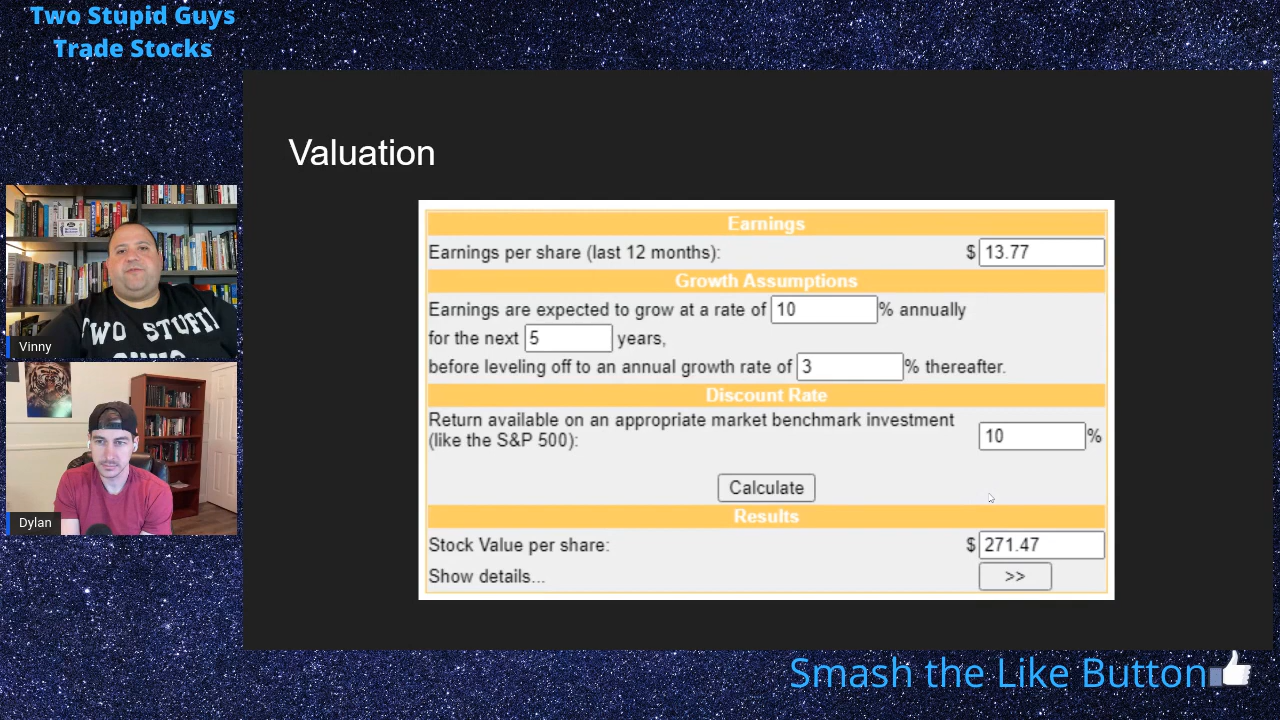 Two Stupid Guys
Trade Stocks
Valuation
Earnings
Earnings per share (last 12 months): $ 13.77
Growth Assumptions
Earnings are expected to grow at a rate of 10 % annually
for the next 5 years,
before leveling off to an annual growth rate of 3 % thereafter.
Discount Rate
Return available on an appropriate market benchmark investment
(like the S&P 500): 10 %
Calculate
Results
Stock Value per share: $ 271.47
Show details... >>
WO STUPI
Vinny
Dylan
Smash the Like Button